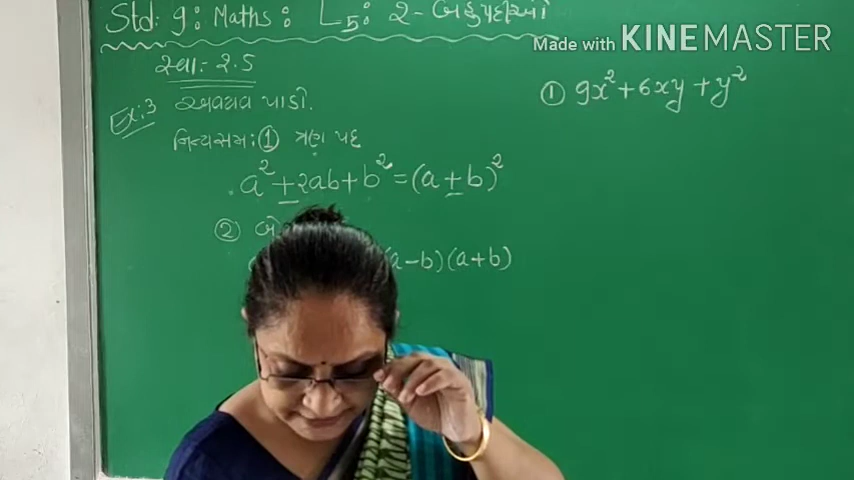 Std: 9: Maths: L5: 2 - બહુપદીઓ
Made with KINEMASTER
સ્વા:- 2.5
Ex:3 અવયવ પાડો.
નિત્યસમ: ① ત્રણ પદ
a² + 2ab + b² = (a + b)²
②
(a - b) (a + b)
① 9x² + 6xy + y²